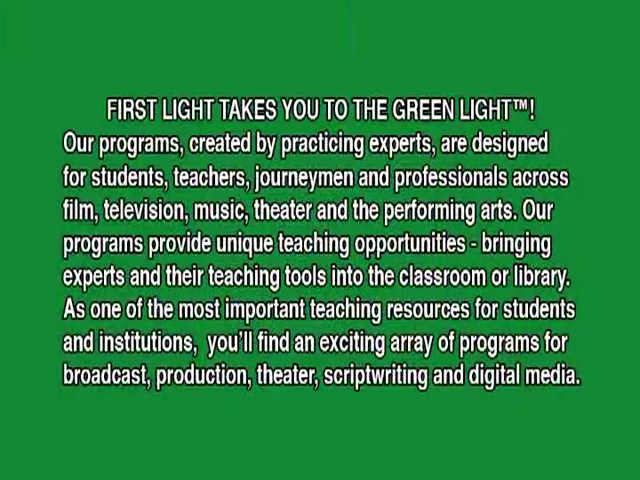 FIRST LIGHT TAKES YOU TO THE GREEN LIGHT™!
Our programs, created by practicing experts, are designed
for students, teachers, journeymen and professionals across
film, television, music, theater and the performing arts. Our
programs provide unique teaching opportunities - bringing
experts and their teaching tools into the classroom or library.
As one of the most important teaching resources for students
and institutions,  you'll find an exciting array of programs for
broadcast, production, theater, scriptwriting and digital media.